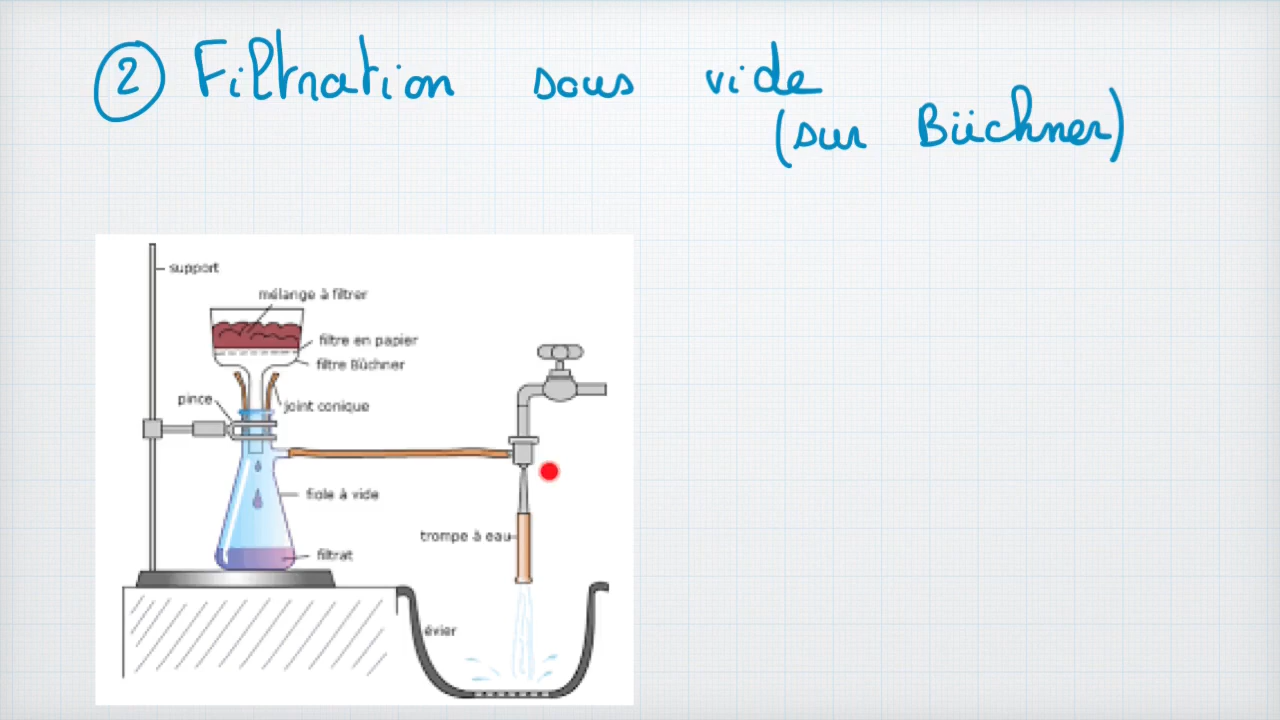 2 Filtration sous vide
(sur Büchner)
support
mélange à filtrer
filtre en papier
filtre Büchner
pince
joint conique
fiole à vide
trompe à eau
filtrat
évier